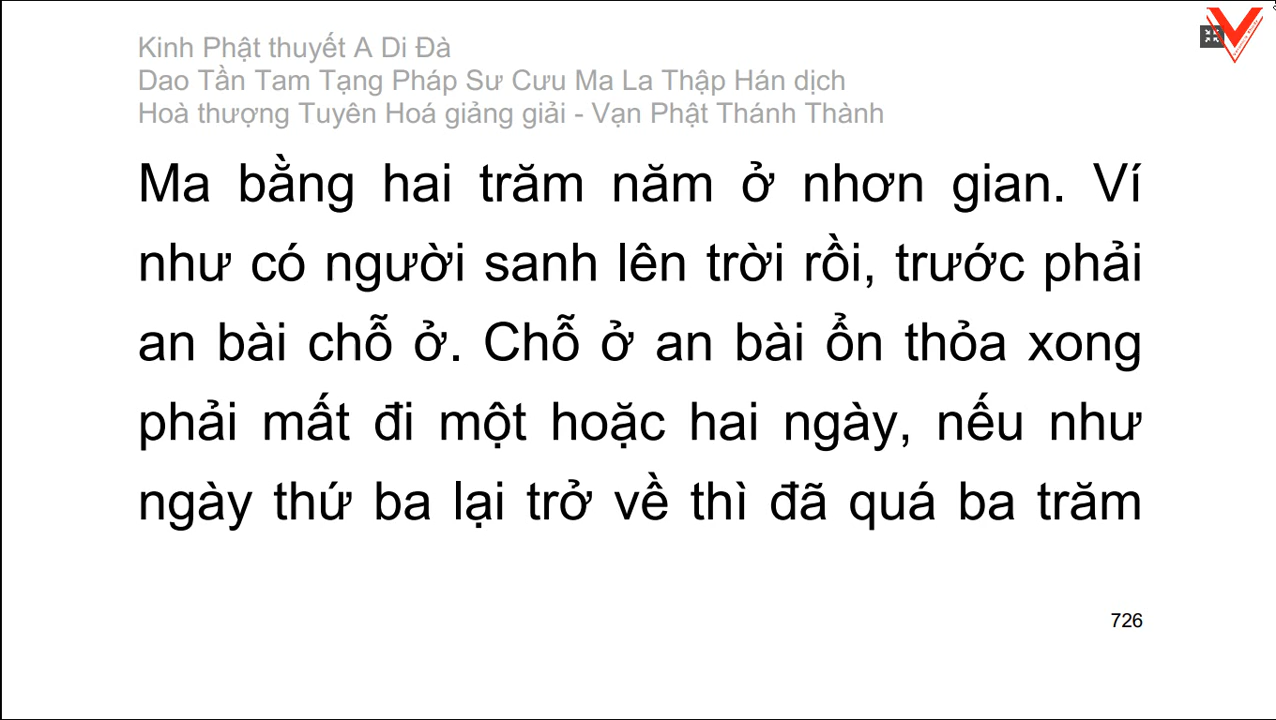 Kinh Phật thuyết A Di Đà
Dao Tần Tam Tạng Pháp Sư Cưu Ma La Thập Hán dịch
Hoà thượng Tuyên Hoá giảng giải - Vạn Phật Thánh Thành
Ma bằng hai trăm năm ở nhơn gian. Ví
như có người sanh lên trời rồi, trước phải
an bài chỗ ở. Chỗ ở an bài ổn thỏa xong
phải mất đi một hoặc hai ngày, nếu như
ngày thứ ba lại trở về thì đã quá ba trăm
726